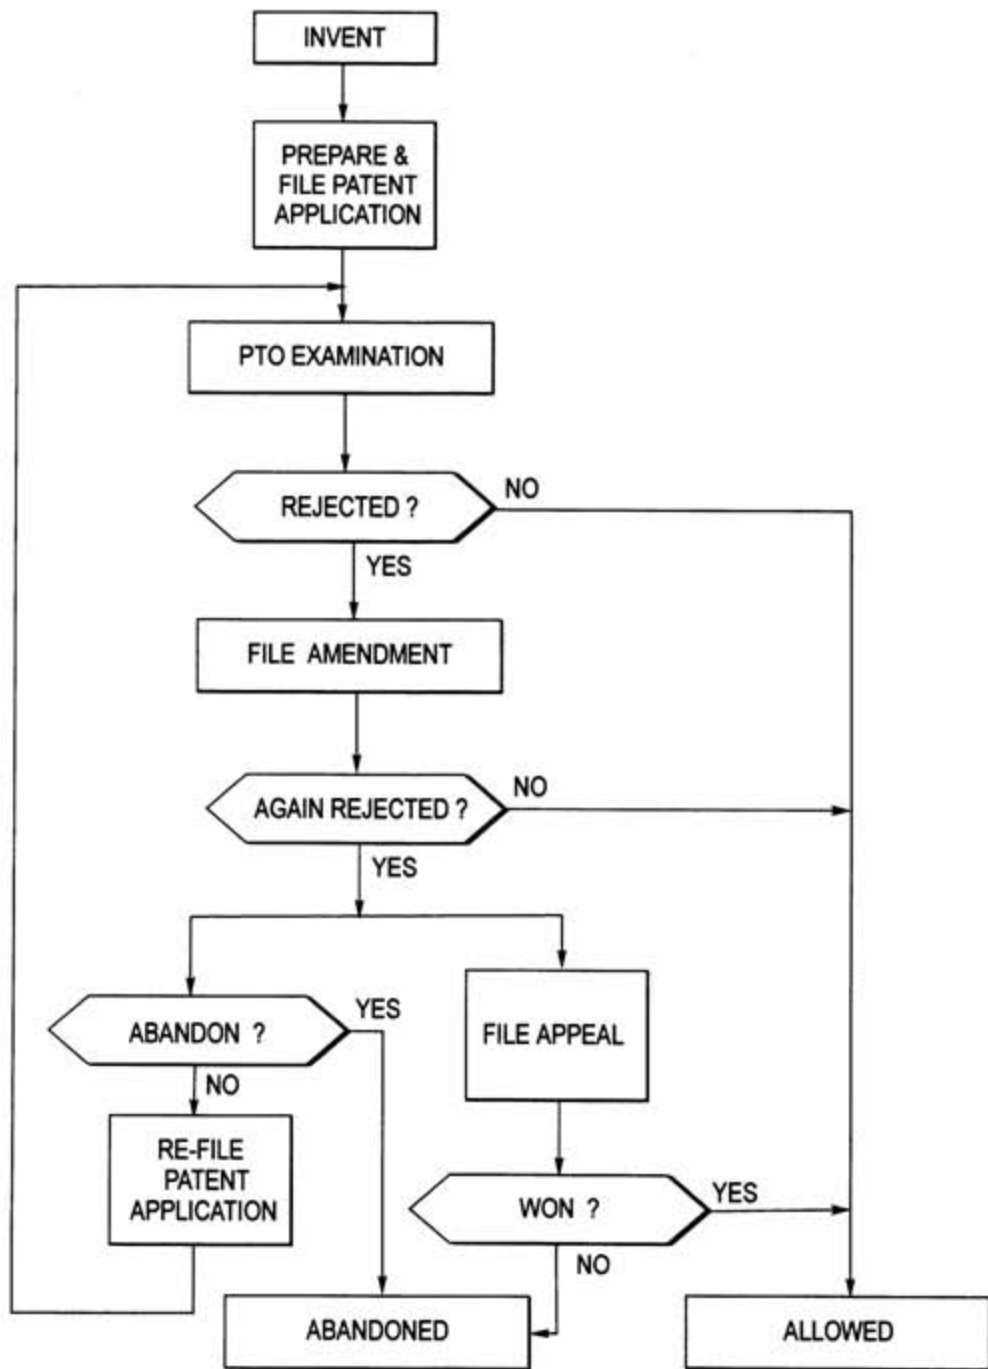 INVENT
PREPARE &
FILE PATENT
APPLICATION
PTO EXAMINATION
REJECTED ?
NO
YES
FILE AMENDMENT
AGAIN REJECTED ?
NO
YES
ABANDON ?
YES
NO
FILE APPEAL
RE-FILE
PATENT
APPLICATION
WON ?
YES
NO
ABANDONED
ALLOWED